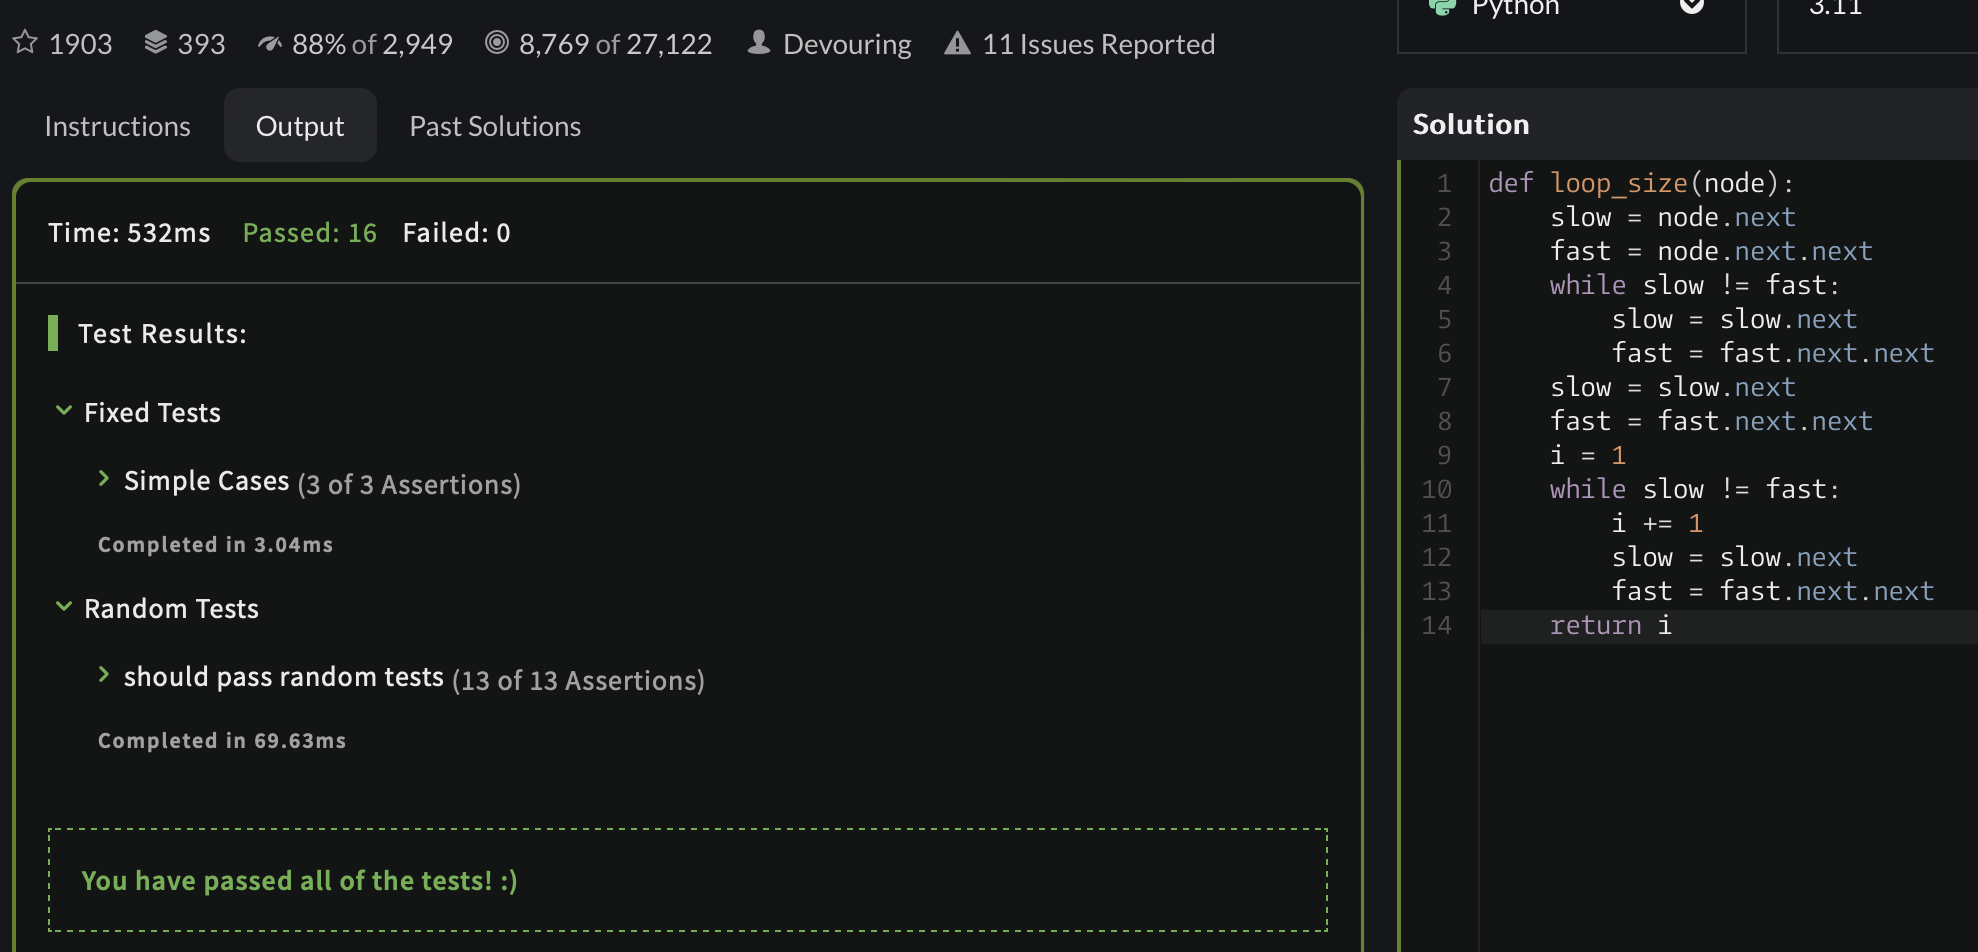 1903 393 88% of 2,949 8,769 of 27,122 Devouring 11 Issues Reported
Instructions Output Past Solutions
Time: 532ms Passed: 16 Failed: 0
Test Results:
Fixed Tests
Simple Cases (3 of 3 Assertions)
Completed in 3.04ms
Random Tests
should pass random tests (13 of 13 Assertions)
Completed in 69.63ms
You have passed all of the tests! :)
Python 3.11
Solution
1 def loop_size(node):
2     slow = node.next
3     fast = node.next.next
4     while slow != fast:
5         slow = slow.next
6         fast = fast.next.next
7     slow = slow.next
8     fast = fast.next.next
9     i = 1
10     while slow != fast:
11         i += 1
12         slow = slow.next
13         fast = fast.next.next
14     return i